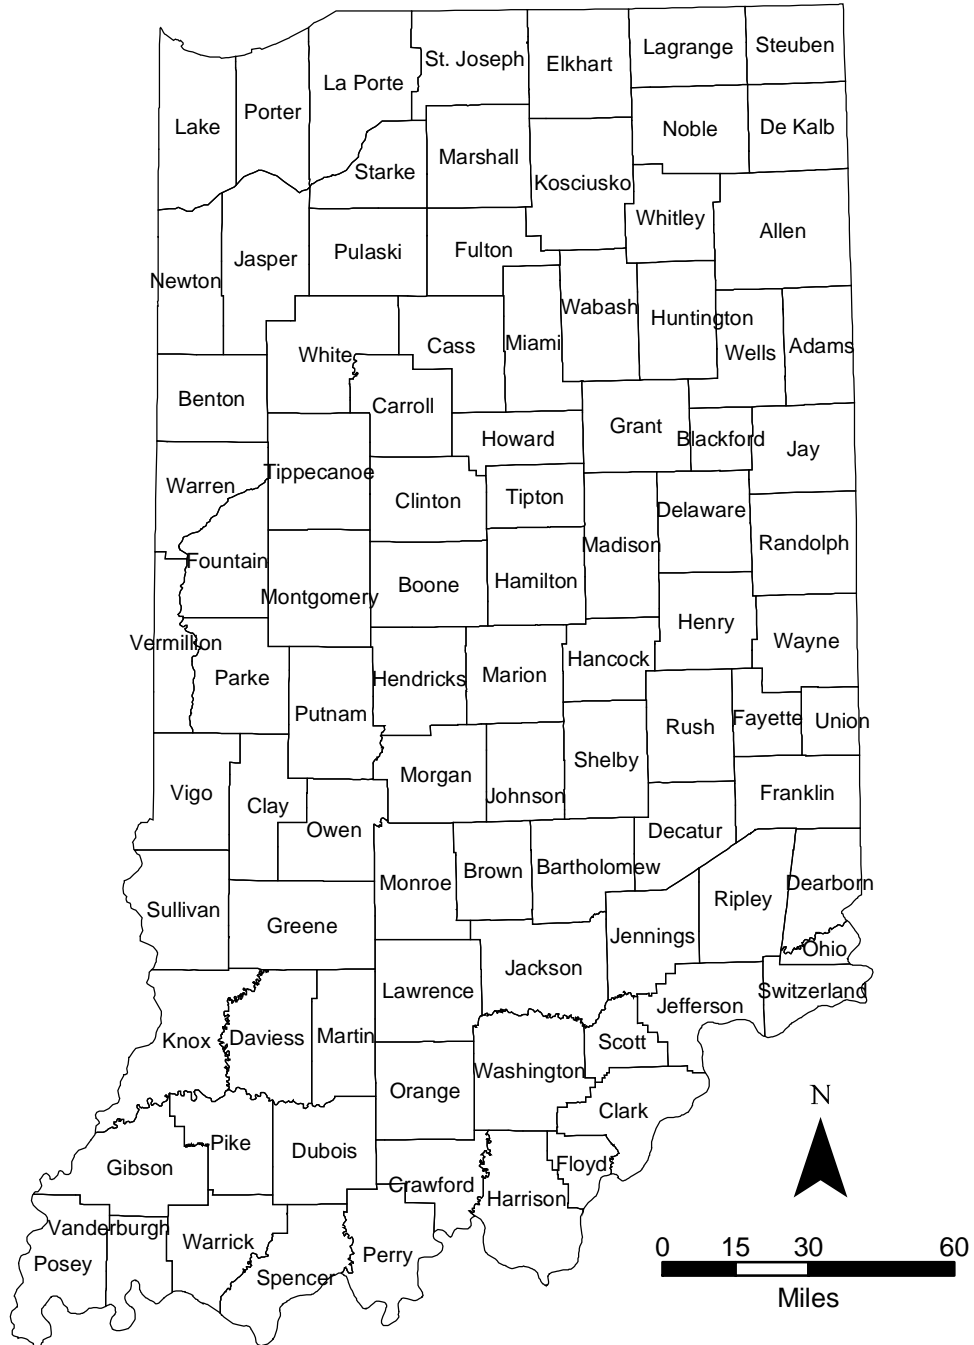 Lagrange
Steuben
St. Joseph
Elkhart
La Porte
Porter
Lake
Noble
De Kalb
Marshall
Starke
Kosciusko
Whitley
Allen
Pulaski
Fulton
Jasper
Newton
Wabash
Huntington
Miami
Cass
White
Wells
Adams
Benton
Carroll
Grant
Howard
Blackford
Jay
Tippecanoe
Warren
Clinton
Tipton
Delaware
Madison
Randolph
Fountain
Montgomery
Boone
Hamilton
Henry
Wayne
Vermillion
Parke
Hendricks
Marion
Hancock
Putnam
Rush
Fayette
Union
Morgan
Shelby
Johnson
Vigo
Clay
Franklin
Owen
Decatur
Monroe
Brown
Bartholomew
Ripley
Dearborn
Sullivan
Greene
Jennings
Ohio
Jackson
Lawrence
Jefferson
Switzerland
Knox
Daviess
Martin
Scott
Washington
Orange
Clark
Pike
Dubois
Gibson
Floyd
Crawford
Harrison
Vanderburgh
Warrick
Posey
Spencer
Perry
N
0 15 30 60
Miles